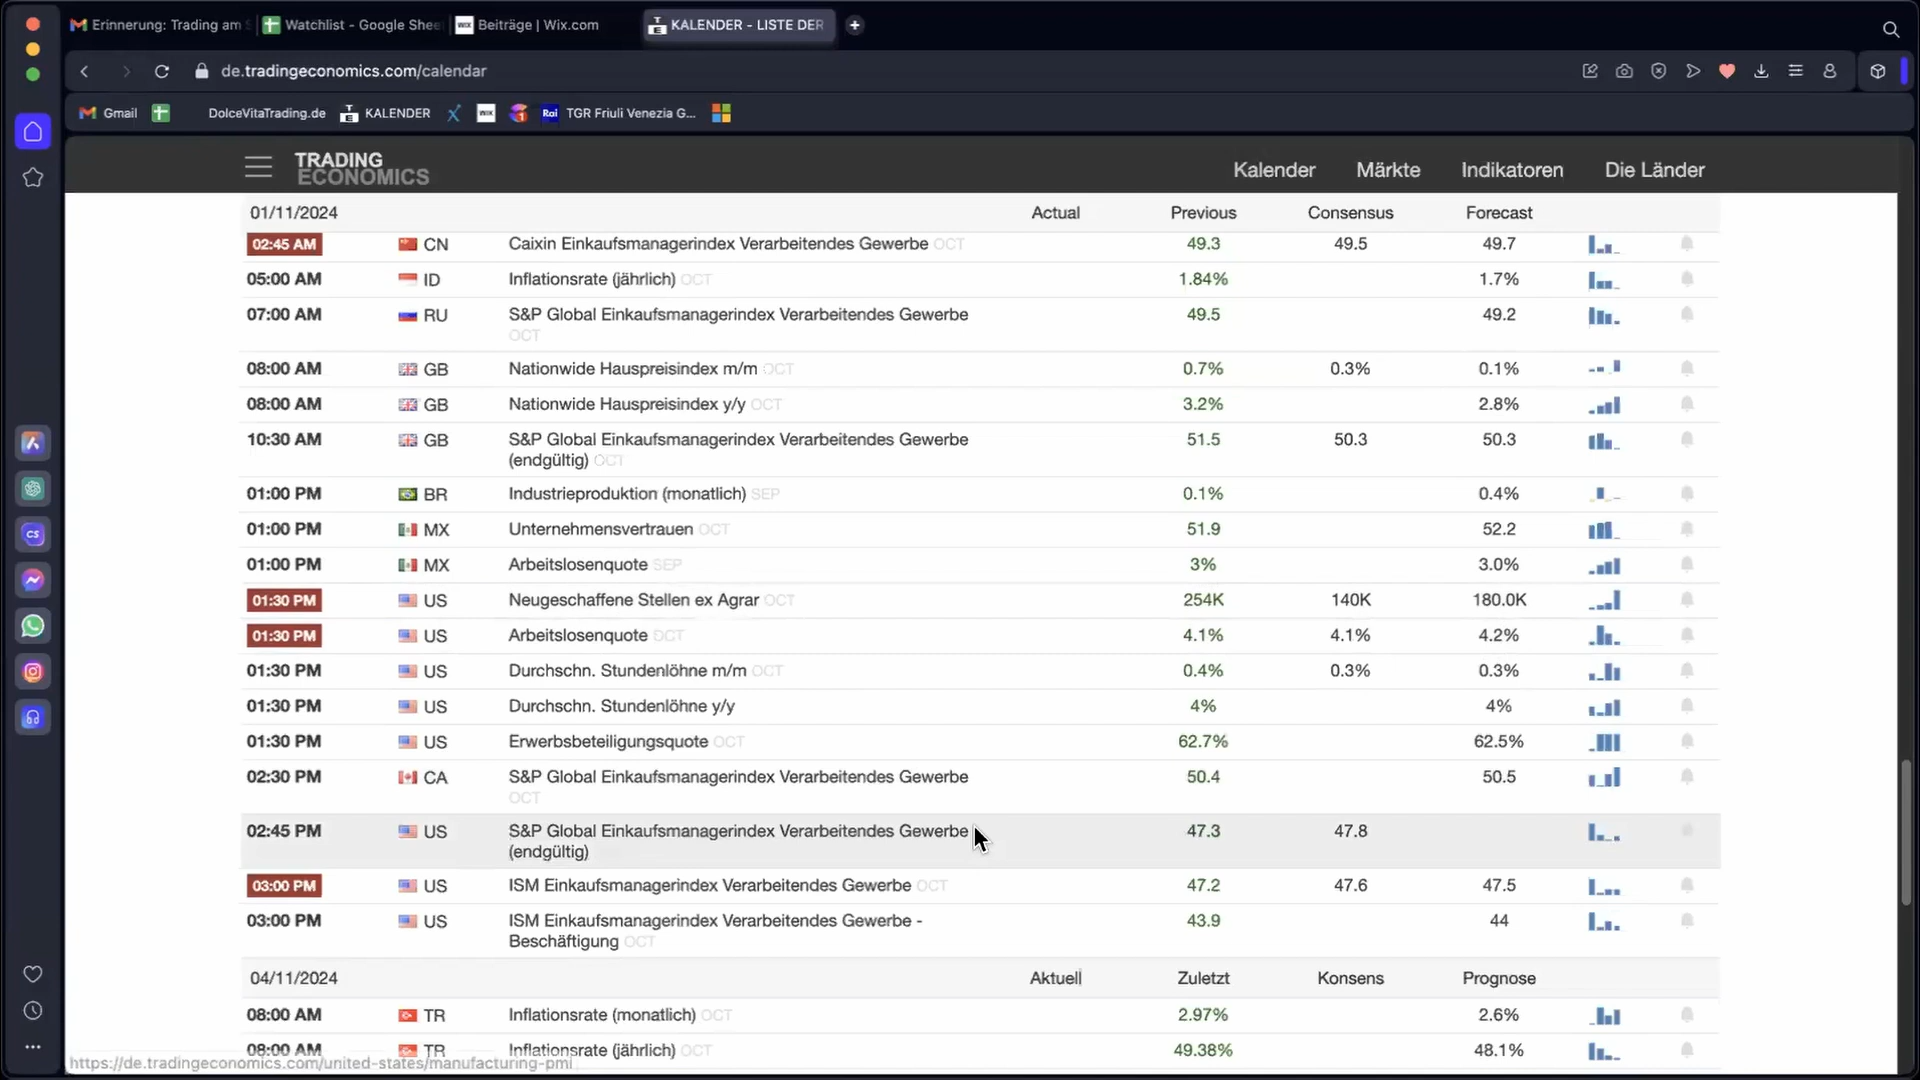 Erinnerung: Trading am
Watchlist - Google Shee
Beiträge | Wix.com
KALENDER - LISTE DER
de.tradingeconomics.com/calendar
Gmail
DolceVitaTrading.de
KALENDER
Rai
TGR Friuli Venezia G...
TRADING
ECONOMICS
Kalender Märkte Indikatoren Die Länder
01/11/2024 Actual Previous Consensus Forecast
02:45 AM CN Caixin Einkaufsmanagerindex Verarbeitendes Gewerbe OCT 49.3 49.5 49.7
05:00 AM ID Inflationsrate (jährlich) OCT 1.84% 1.7%
07:00 AM RU S&P Global Einkaufsmanagerindex Verarbeitendes Gewerbe 49.5 49.2
OCT
08:00 AM GB Nationwide Hauspreisindex m/m OCT 0.7% 0.3% 0.1%
08:00 AM GB Nationwide Hauspreisindex y/y OCT 3.2% 2.8%
10:30 AM GB S&P Global Einkaufsmanagerindex Verarbeitendes Gewerbe 51.5 50.3 50.3
(endgültig) OCT
01:00 PM BR Industrieproduktion (monatlich) SEP 0.1% 0.4%
01:00 PM MX Unternehmensvertrauen OCT 51.9 52.2
01:00 PM MX Arbeitslosenquote SEP 3% 3.0%
01:30 PM US Neugeschaffene Stellen ex Agrar OCT 254K 140K 180.0K
01:30 PM US Arbeitslosenquote OCT 4.1% 4.1% 4.2%
01:30 PM US Durchschn. Stundenlöhne m/m OCT 0.4% 0.3% 0.3%
01:30 PM US Durchschn. Stundenlöhne y/y 4% 4%
01:30 PM US Erwerbsbeteiligungsquote OCT 62.7% 62.5%
02:30 PM CA S&P Global Einkaufsmanagerindex Verarbeitendes Gewerbe 50.4 50.5
OCT
02:45 PM US S&P Global Einkaufsmanagerindex Verarbeitendes Gewerbe 47.3 47.8
(endgültig)
03:00 PM US ISM Einkaufsmanagerindex Verarbeitendes Gewerbe OCT 47.2 47.6 47.5
03:00 PM US ISM Einkaufsmanagerindex Verarbeitendes Gewerbe - 43.9 44
Beschäftigung OCT
04/11/2024 Aktuell Zuletzt Konsens Prognose
08:00 AM TR Inflationsrate (monatlich) OCT 2.97% 2.6%
08:00 AM TR Inflationsrate (jährlich) OCT 49.38% 48.1%
https://de.tradingeconomics.com/united-states/manufacturing-pmi